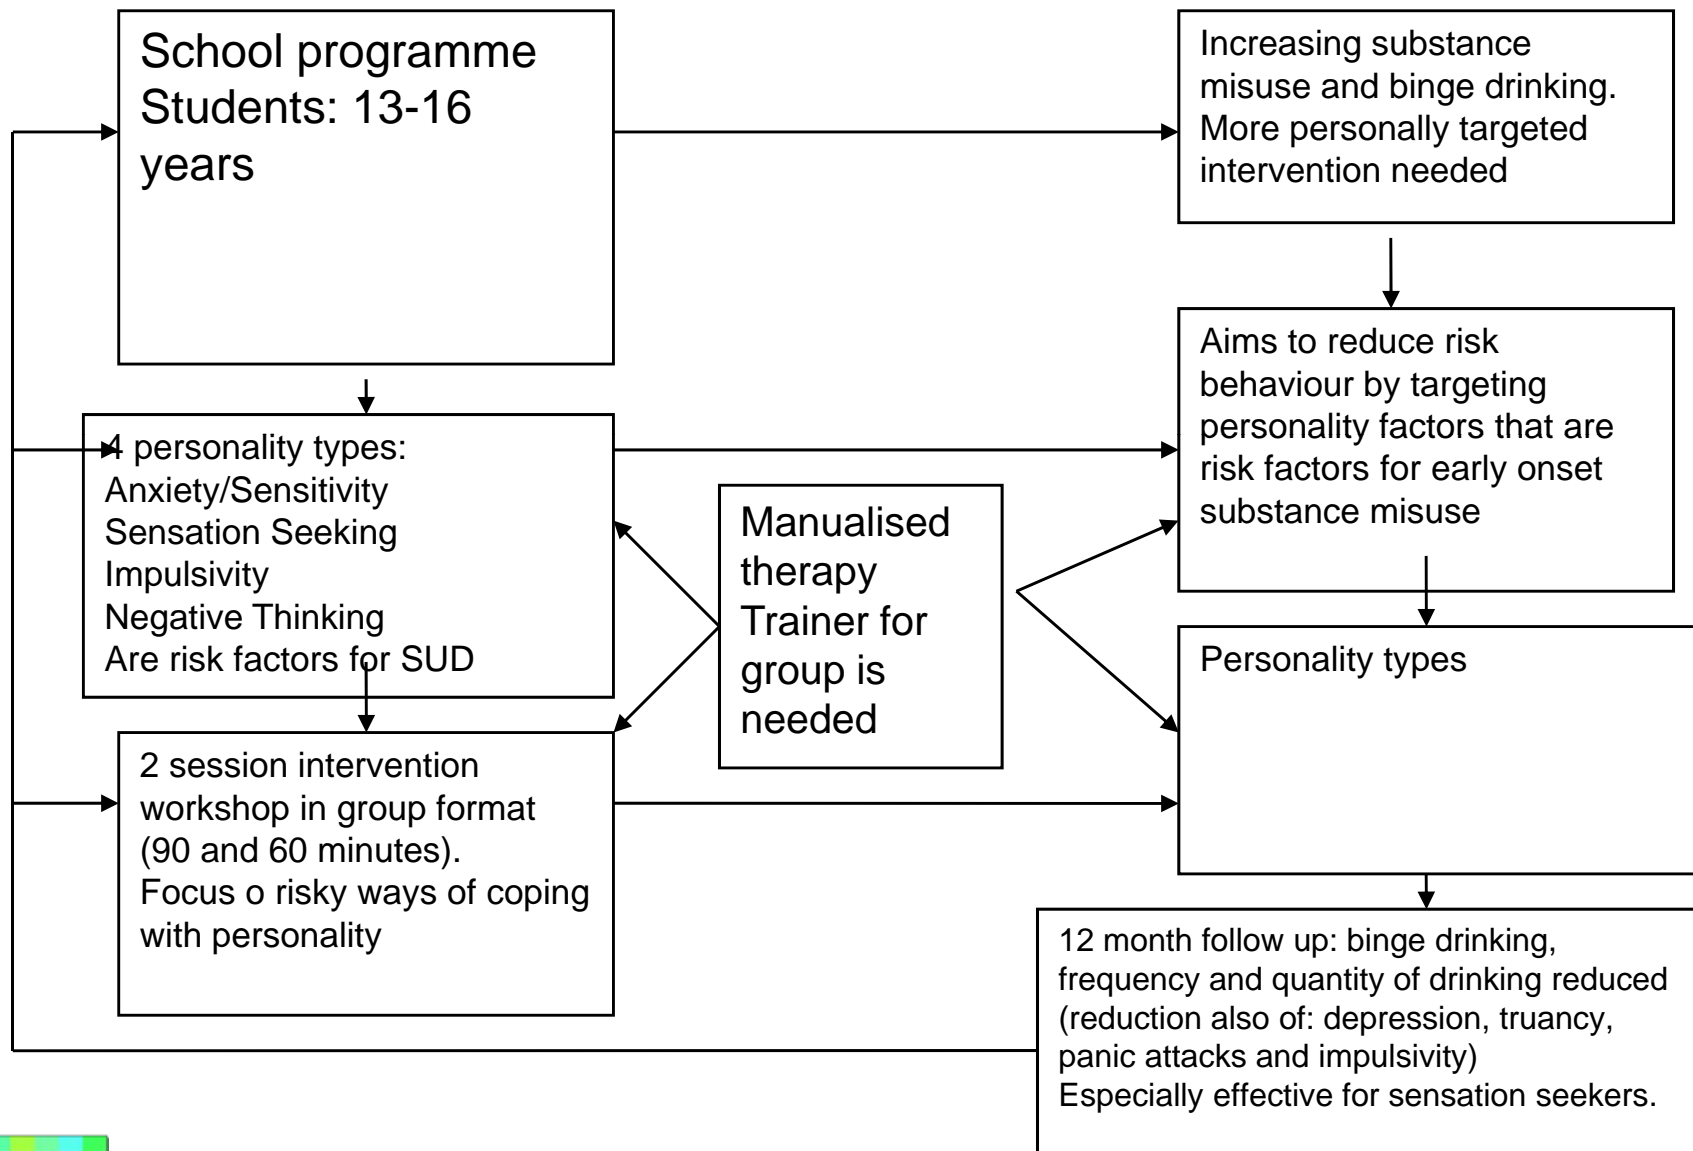 School programme
Students: 13-16
years
Increasing substance
misuse and binge drinking.
More personally targeted
intervention needed
4 personality types:
Anxiety/Sensitivity
Sensation Seeking
Impulsivity
Negative Thinking
Are risk factors for SUD
Manualised
therapy
Trainer for
group is
needed
Aims to reduce risk
behaviour by targeting
personality factors that are
risk factors for early onset
substance misuse
2 session intervention
workshop in group format
(90 and 60 minutes).
Focus o risky ways of coping
with personality
Personality types
12 month follow up: binge drinking,
frequency and quantity of drinking reduced
(reduction also of: depression, truancy,
panic attacks and impulsivity)
Especially effective for sensation seekers.